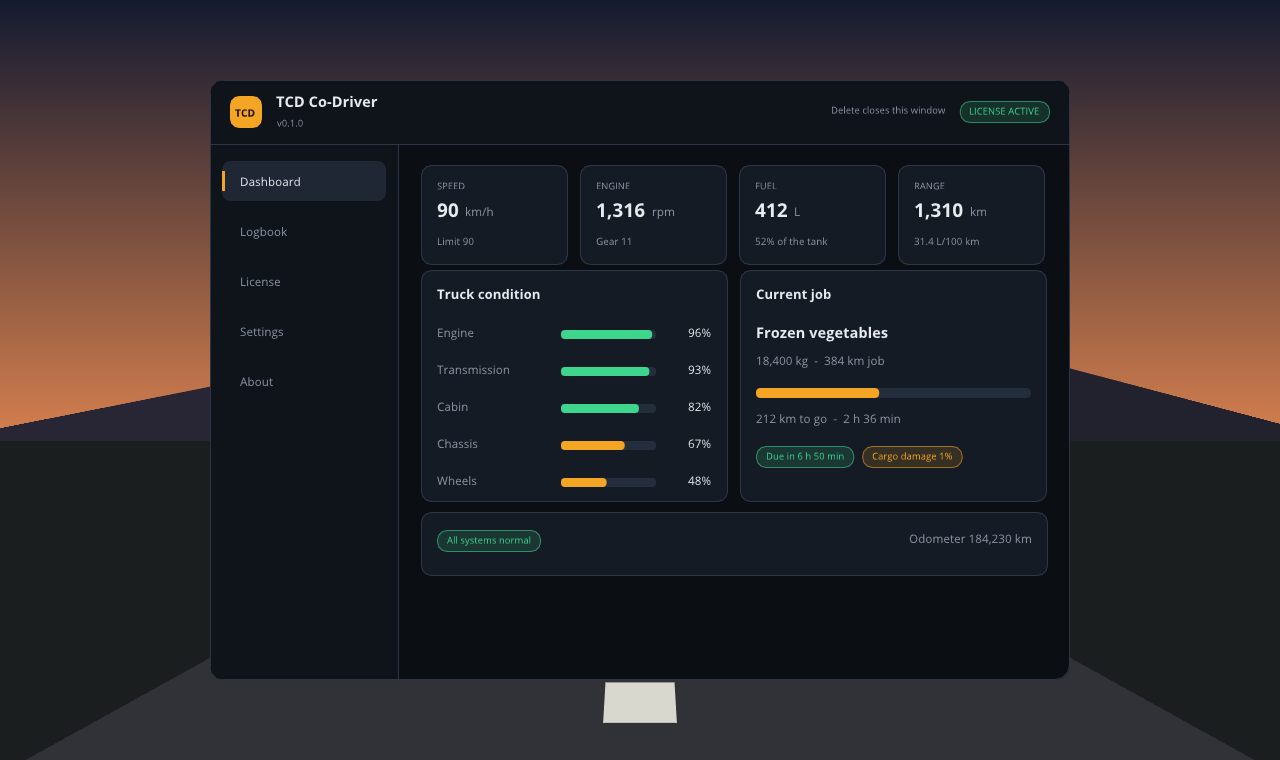 TCD
TCD Co-Driver
v0.1.0
Delete closes this window
LICENSE ACTIVE
Dashboard
Logbook
License
Settings
About
SPEED
90 km/h
Limit 90
ENGINE
1,316 rpm
Gear 11
FUEL
412 L
52% of the tank
RANGE
1,310 km
31.4 L/100 km
Truck condition
Engine 96%
Transmission 93%
Cabin 82%
Chassis 67%
Wheels 48%
Current job
Frozen vegetables
18,400 kg - 384 km job
212 km to go - 2 h 36 min
Due in 6 h 50 min
Cargo damage 1%
All systems normal
Odometer 184,230 km